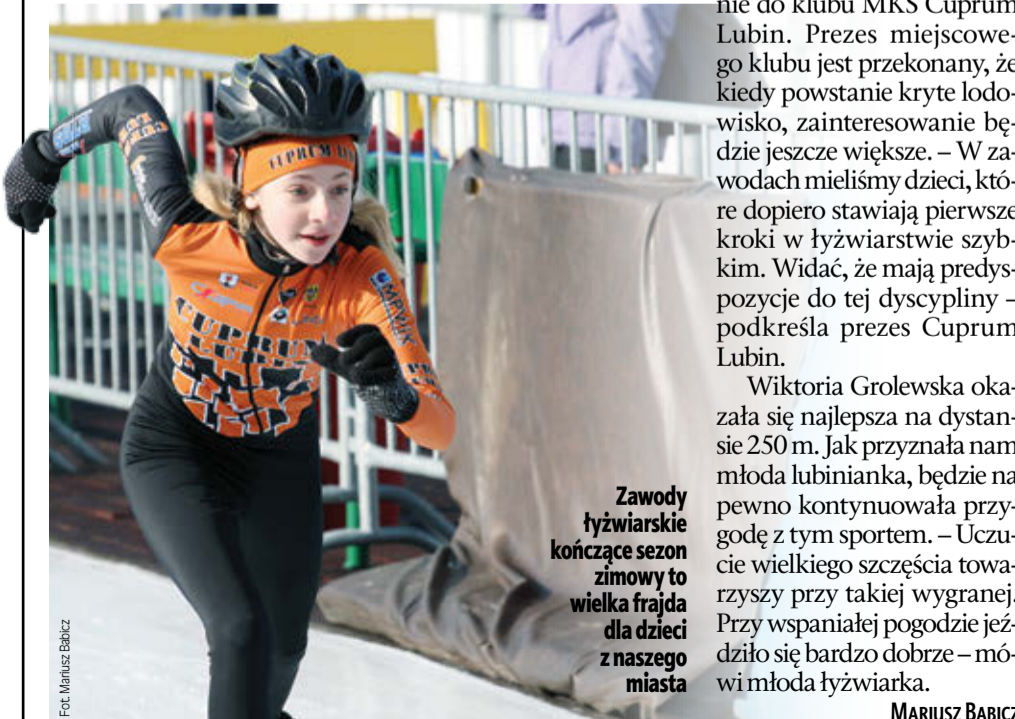 nie do klubu MKS Cuprum
Lubin. Prezes miejscowe-
go klubu jest przekonany, że
kiedy powstanie kryte lodo-
wisko, zainteresowanie bę-
dzie jeszcze większe. – W za-
wodach mieliśmy dzieci, któ-
re dopiero stawiają pierwsze
kroki w łyżwiarstwie szyb-
kim. Widać, że mają predys-
pozycje do tej dyscypliny –
podkreśla prezes Cuprum
Lubin.
Wiktoria Grolewska oka-
zała się najlepsza na dystan-
sie 250 m. Jak przyznała nam
młoda lubinianka, będzie na
pewno kontynuowała przy-
godę z tym sportem. – Uczu-
cie wielkiego szczęścia towa-
rzyszy przy takiej wygranej.
Przy wspaniałej pogodzie jeź-
dziło się bardzo dobrze – mó-
wi młoda łyżwiarka.
MARIUSZ BABICZ
Zawody
łyżwiarskie
kończące sezon
zimowy to
wielka frajda
dla dzieci
z naszego
miasta
Fot. Mariusz Babicz
CUPRUM
CUPRUM
MPWIK